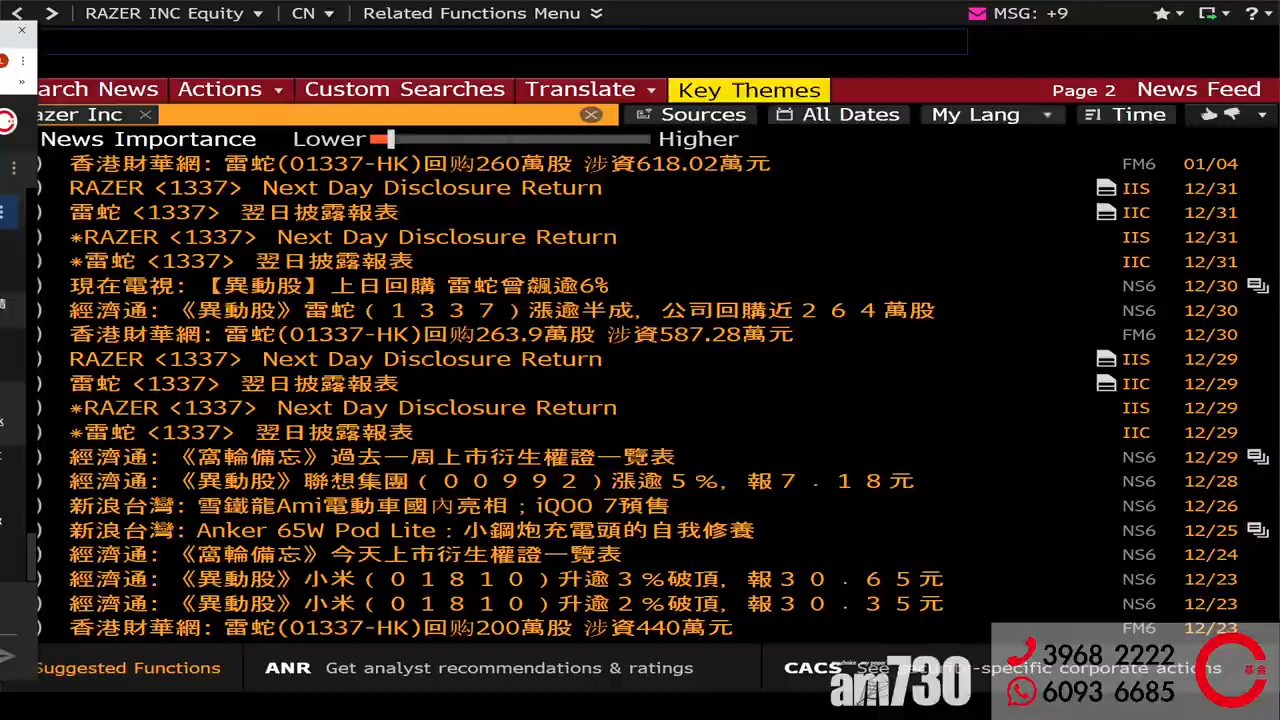 RAZER INC Equity CN Related Functions Menu MSG: +9
arch News Actions Custom Searches Translate Key Themes Page 2 News Feed
azer Inc Sources All Dates My Lang Time
News Importance Lower Higher
) 香港財華網: 雷蛇(01337-HK)回购260萬股 涉資618.02萬元 FM6 01/04
) RAZER <1337> Next Day Disclosure Return IIS 12/31
) 雷蛇 <1337> 翌日披露報表 IIC 12/31
) *RAZER <1337> Next Day Disclosure Return IIS 12/31
) *雷蛇 <1337> 翌日披露報表 IIC 12/31
) 現在電視: 【異動股】上日回購 雷蛇曾飆逾6% NS6 12/30
) 經濟通: 《異動股》雷蛇(1337)漲逾半成, 公司回購近264萬股 NS6 12/30
) 香港財華網: 雷蛇(01337-HK)回购263.9萬股 涉資587.28萬元 FM6 12/30
) RAZER <1337> Next Day Disclosure Return IIS 12/29
) 雷蛇 <1337> 翌日披露報表 IIC 12/29
) *RAZER <1337> Next Day Disclosure Return IIS 12/29
) *雷蛇 <1337> 翌日披露報表 IIC 12/29
) 經濟通: 《窩輪備忘》過去一周上市衍生權證一覽表 NS6 12/29
) 經濟通: 《異動股》聯想集團(00992)漲逾5%, 報7.18元 NS6 12/28
) 新浪台灣: 雪鐵龍Ami電動車國內亮相；iQOO 7預售 NS6 12/26
) 新浪台灣: Anker 65W Pod Lite：小鋼炮充電頭的自我修養 NS6 12/25
) 經濟通: 《窩輪備忘》今天上市衍生權證一覽表 NS6 12/24
) 經濟通: 《異動股》小米(01810)升逾3%破頂, 報30.65元 NS6 12/23
) 經濟通: 《異動股》小米(01810)升逾2%破頂, 報30.35元 NS6 12/23
) 香港財華網: 雷蛇(01337-HK)回购200萬股 涉資440萬元 FM6 12/23
Suggested Functions ANR Get analyst recommendations & ratings CACS See security-specific corporate actions
am730
3968 2222
6093 6685
基金